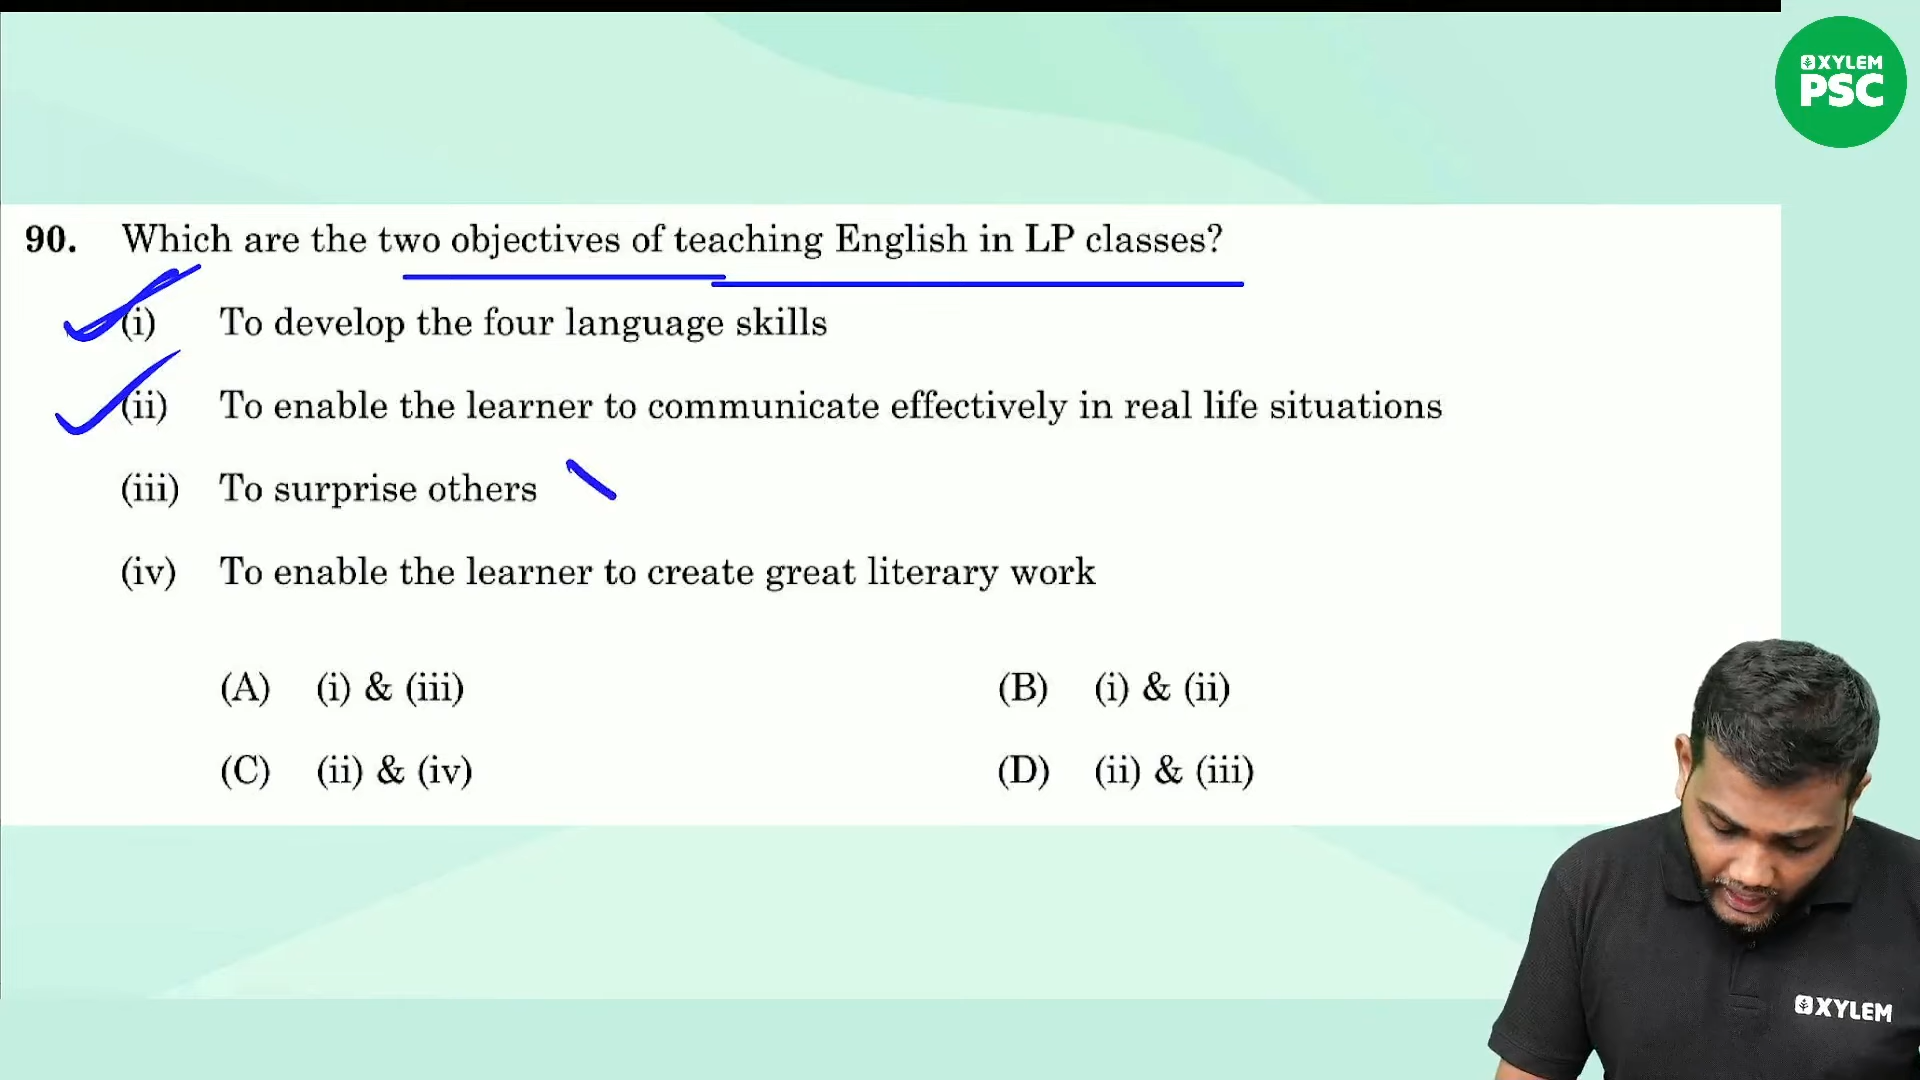 XYLEM
PSC
90. Which are the two objectives of teaching English in LP classes?
(i) To develop the four language skills
(ii) To enable the learner to communicate effectively in real life situations
(iii) To surprise others
(iv) To enable the learner to create great literary work
(A) (i) & (iii) (B) (i) & (ii)
(C) (ii) & (iv) (D) (ii) & (iii)
XYLEM